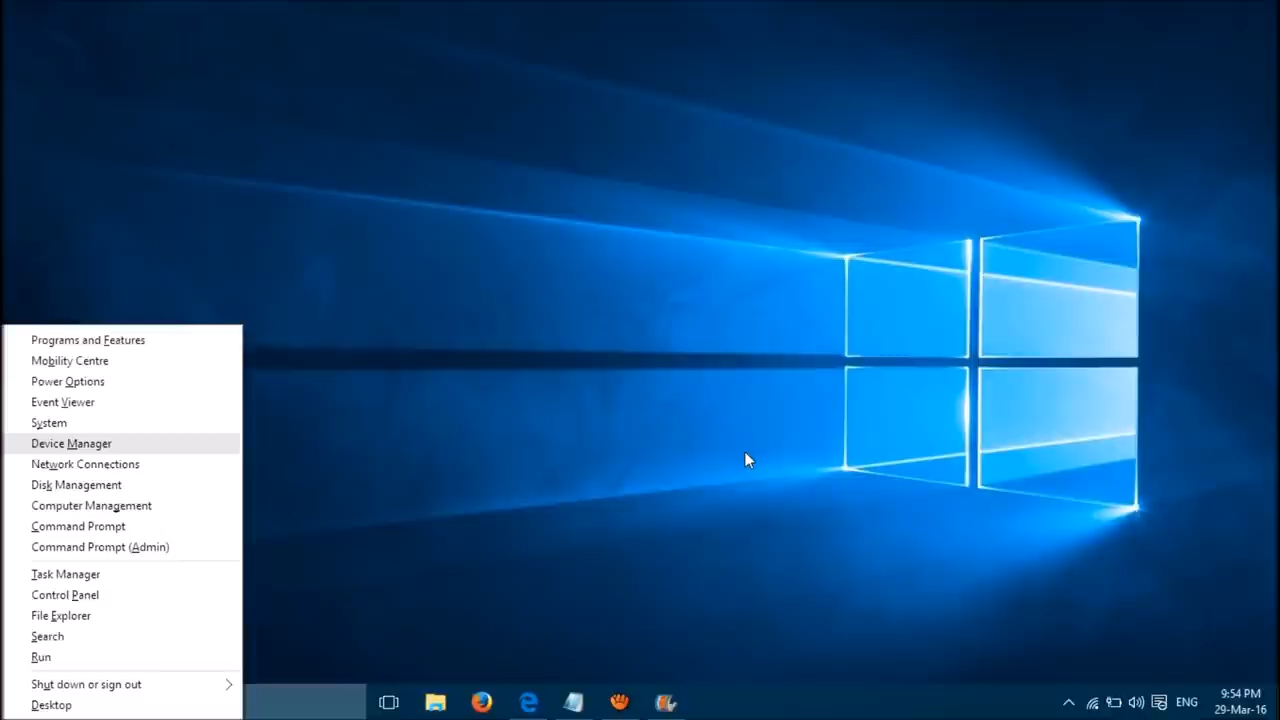 Programs and Features
Mobility Centre
Power Options
Event Viewer
System
Device Manager
Network Connections
Disk Management
Computer Management
Command Prompt
Command Prompt (Admin)
Task Manager
Control Panel
File Explorer
Search
Run
Shut down or sign out
Desktop
ENG
9:54 PM
29-Mar-16